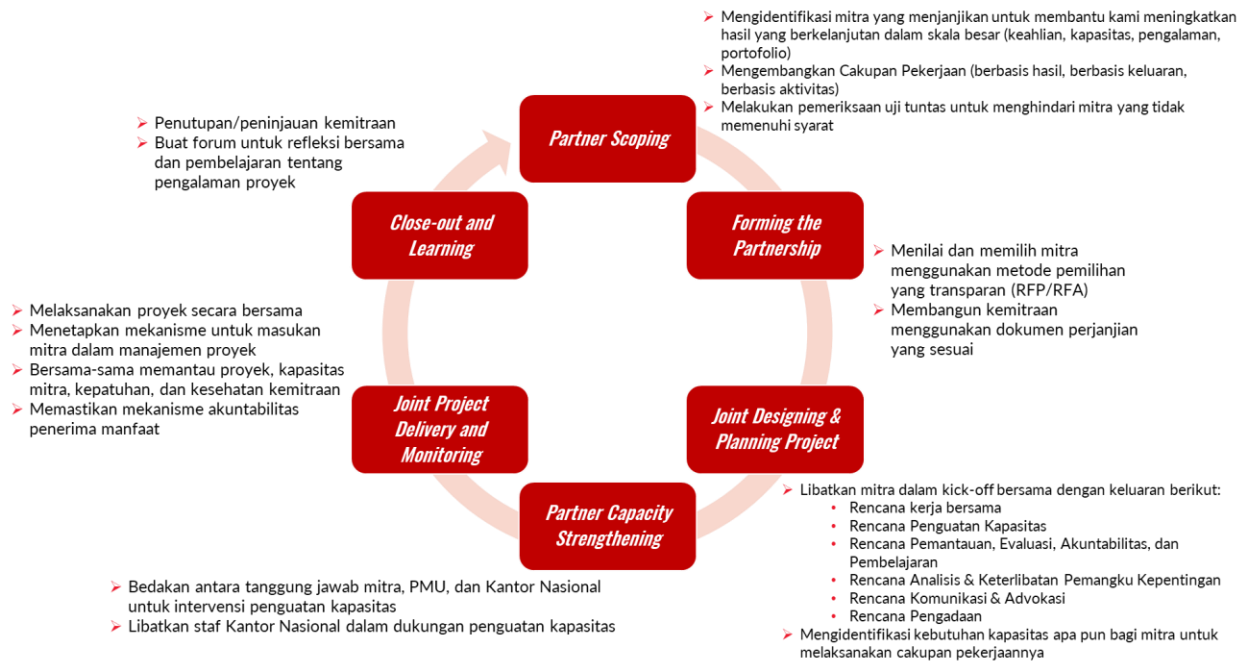 ➤ Mengidentifikasi mitra yang menjanjikan untuk membantu kami meningkatkan
hasil yang berkelanjutan dalam skala besar (keahlian, kapasitas, pengalaman,
portofolio)
➤ Mengembangkan Cakupan Pekerjaan (berbasis hasil, berbasis keluaran,
berbasis aktivitas)
➤ Melakukan pemeriksaan uji tuntas untuk menghindari mitra yang tidak
memenuhi syarat
Partner Scoping
Forming the
Partnership
➤ Menilai dan memilih mitra
menggunakan metode pemilihan
yang transparan (RFP/RFA)
➤ Membangun kemitraan
menggunakan dokumen perjanjian
yang sesuai
Joint Designing &
Planning Project
➤ Libatkan mitra dalam kick-off bersama dengan keluaran berikut:
• Rencana kerja bersama
• Rencana Penguatan Kapasitas
• Rencana Pemantauan, Evaluasi, Akuntabilitas, dan
Pembelajaran
• Rencana Analisis & Keterlibatan Pemangku Kepentingan
• Rencana Komunikasi & Advokasi
• Rencana Pengadaan
➤ Mengidentifikasi kebutuhan kapasitas apa pun bagi mitra untuk
melaksanakan cakupan pekerjaannya
Partner Capacity
Strengthening
➤ Bedakan antara tanggung jawab mitra, PMU, dan Kantor Nasional
untuk intervensi penguatan kapasitas
➤ Libatkan staf Kantor Nasional dalam dukungan penguatan kapasitas
Joint Project
Delivery and
Monitoring
➤ Melaksanakan proyek secara bersama
➤ Menetapkan mekanisme untuk masukan
mitra dalam manajemen proyek
➤ Bersama-sama memantau proyek, kapasitas
mitra, kepatuhan, dan kesehatan kemitraan
➤ Memastikan mekanisme akuntabilitas
penerima manfaat
Close-out and
Learning
➤ Penutupan/peninjauan kemitraan
➤ Buat forum untuk refleksi bersama
dan pembelajaran tentang
pengalaman proyek